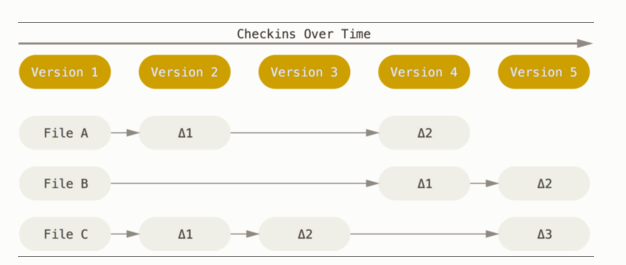 Checkins Over Time
Version 1 Version 2 Version 3 Version 4 Version 5
File A Δ1 Δ2
File B Δ1 Δ2
File C Δ1 Δ2 Δ3